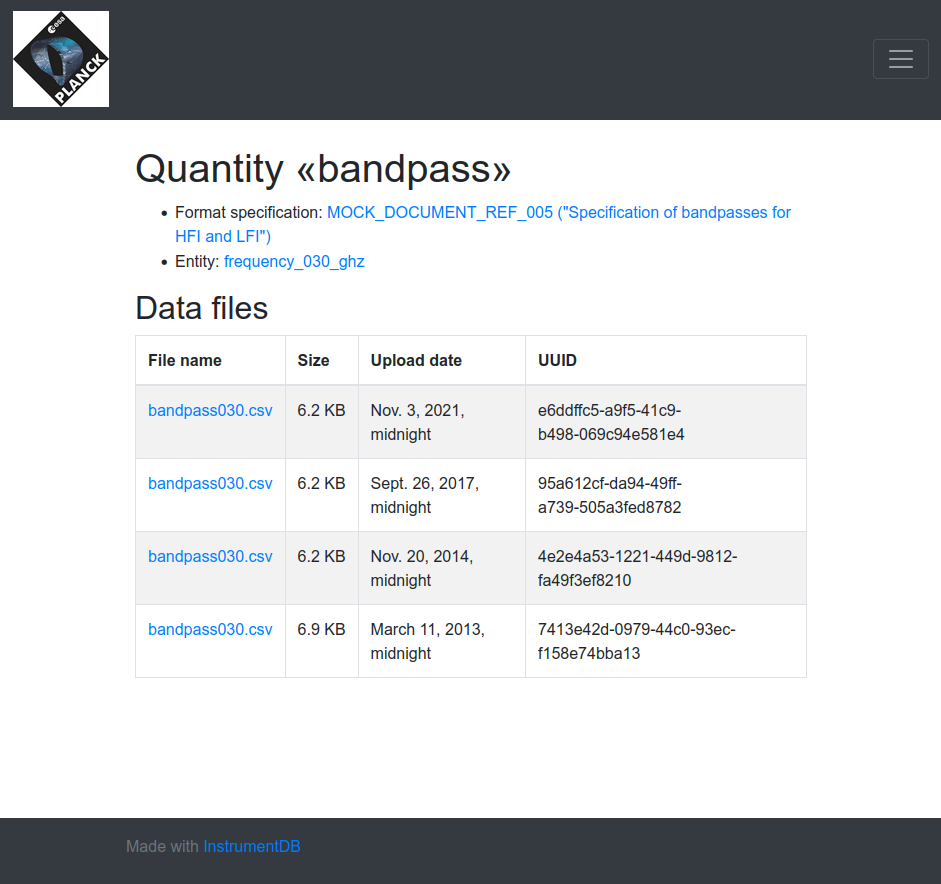 esa
PLANCK
Quantity «bandpass»
Format specification: MOCK_DOCUMENT_REF_005 ("Specification of bandpasses for
HFI and LFI")
Entity: frequency_030_ghz
Data files
File name Size Upload date UUID
bandpass030.csv 6.2 KB Nov. 3, 2021, e6ddffc5-a9f5-41c9-
midnight b498-069c94e581e4
bandpass030.csv 6.2 KB Sept. 26, 2017, 95a612cf-da94-49ff-
midnight a739-505a3fed8782
bandpass030.csv 6.2 KB Nov. 20, 2014, 4e2e4a53-1221-449d-9812-
midnight fa49f3ef8210
bandpass030.csv 6.9 KB March 11, 2013, 7413e42d-0979-44c0-93ec-
midnight f158e74bba13
Made with InstrumentDB